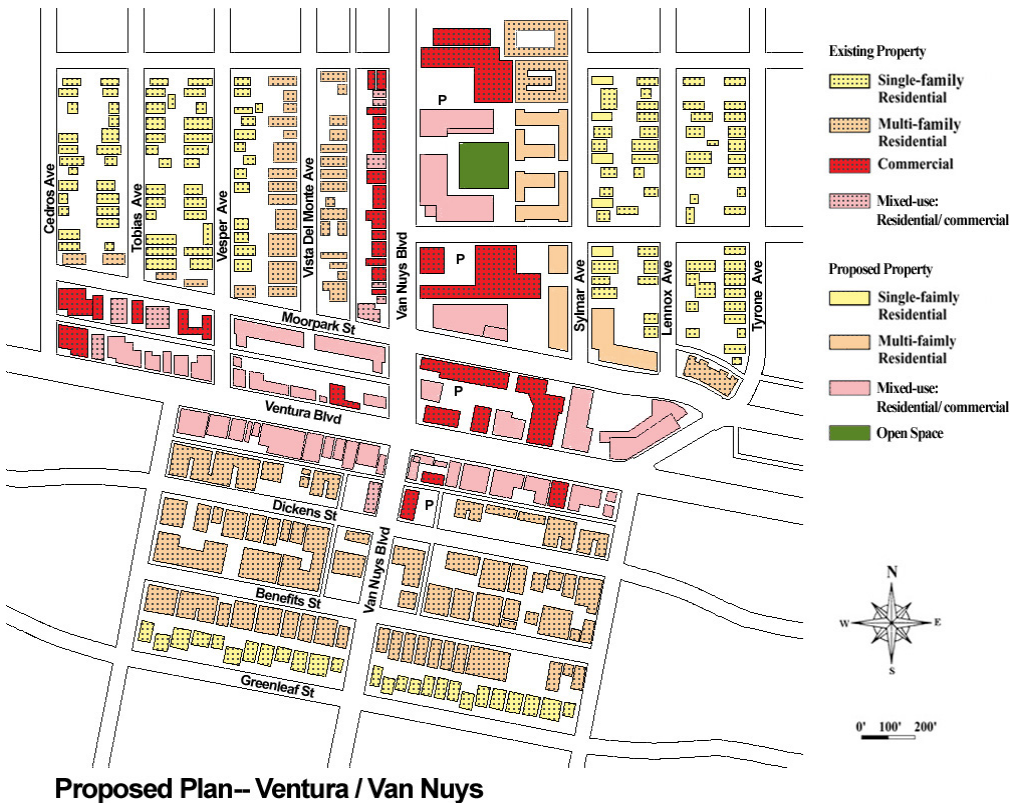 Existing Property
Single-family
Residential
Multi-family
Residential
Commercial
Mixed-use:
Residential/ commercial
Proposed Property
Single-faimly
Residential
Multi-faimly
Residential
Mixed-use:
Residential/ commercial
Open Space
P
Cedros Ave
Tobias Ave
Vesper Ave
Vista Del Monte Ave
Van Nuys Blvd
P
Sylmar Ave
Lennox Ave
Tyrone Ave
Moorpark St
P
Ventura Blvd
Dickens St
P
Van Nuys Blvd
Benefits St
Greenleaf St
N
W
E
S
0' 100' 200'
Proposed Plan-- Ventura / Van Nuys